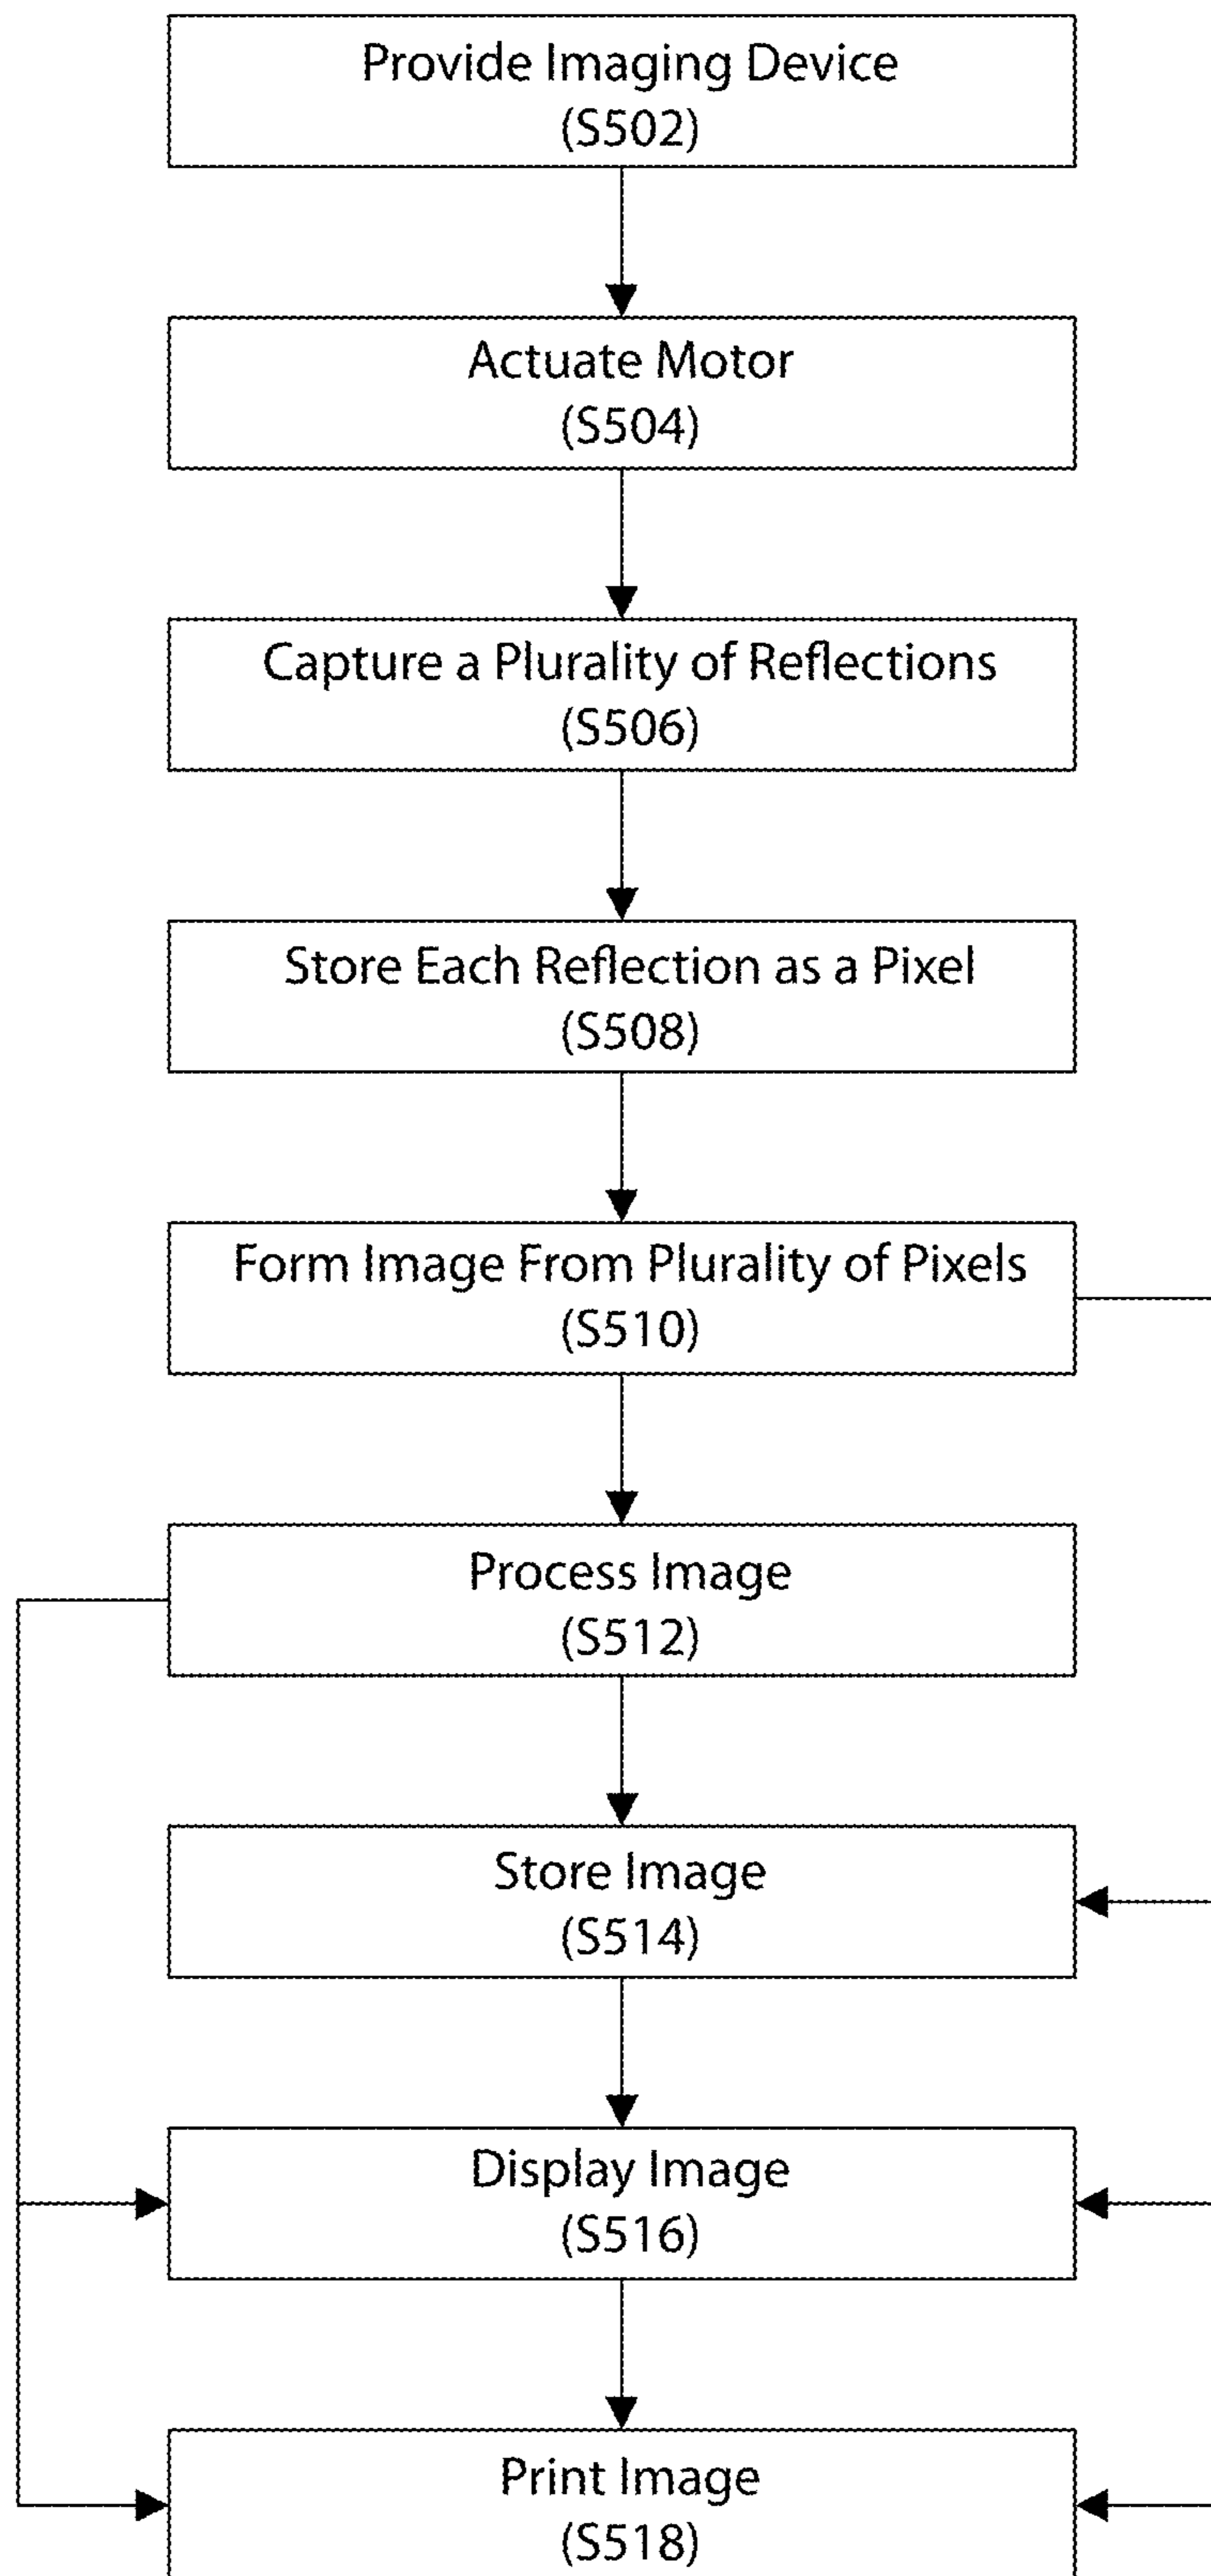 Provide Imaging Device
(S502)
Actuate Motor
(S504)
Capture a Plurality of Reflections
(S506)
Store Each Reflection as a Pixel
(S508)
Form Image From Plurality of Pixels
(S510)
Process Image
(S512)
Store Image
(S514)
Display Image
(S516)
Print Image
(S518)